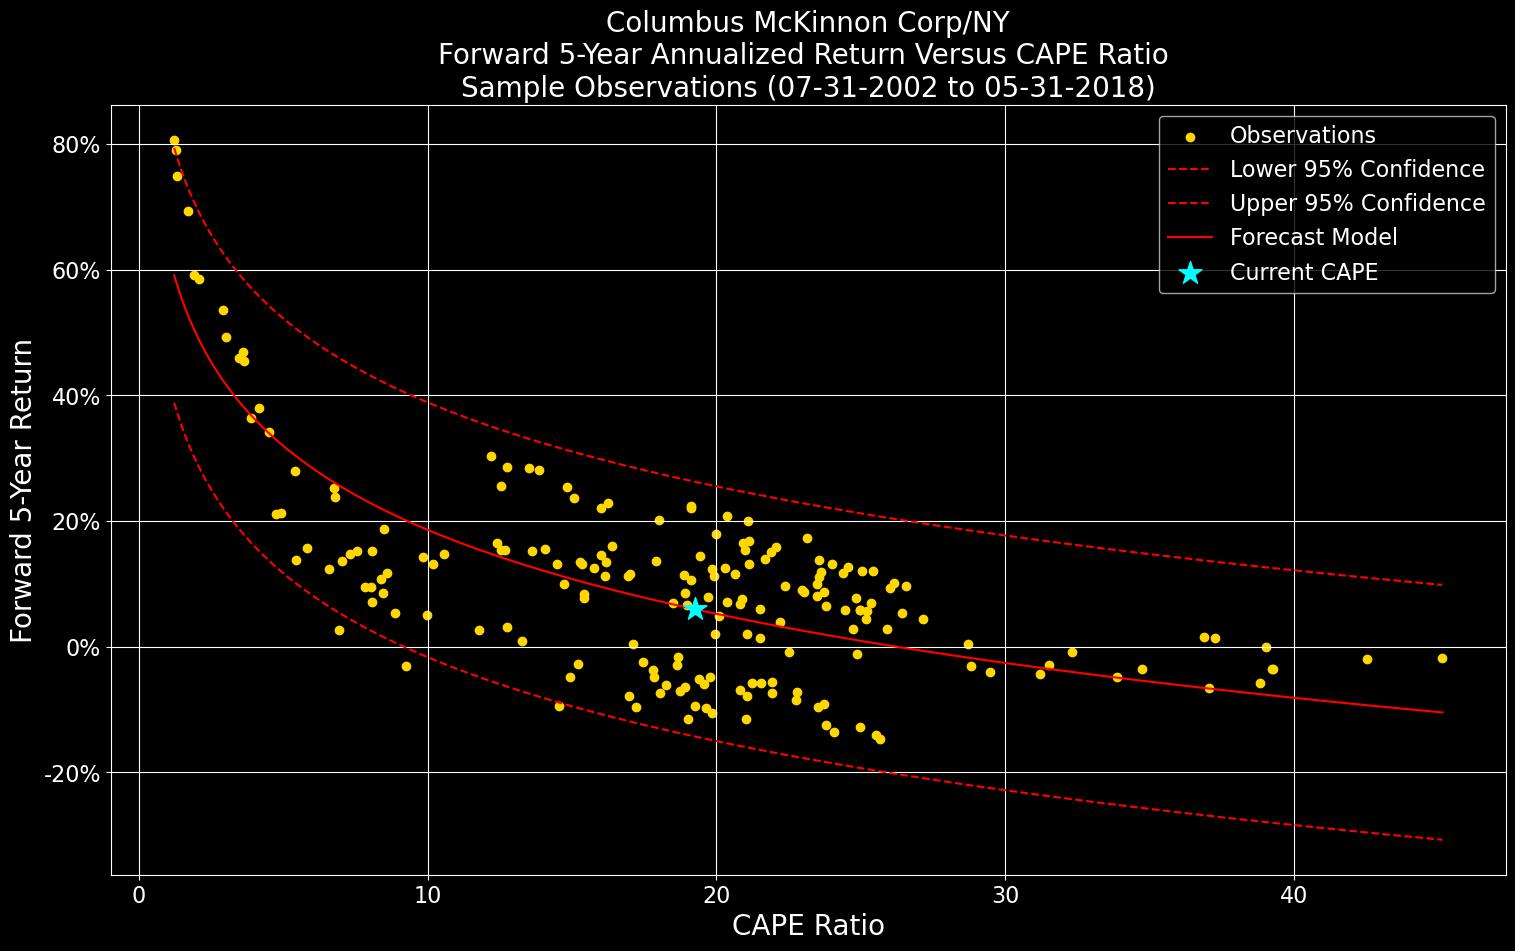 Columbus McKinnon Corp/NY
Forward 5-Year Annualized Return Versus CAPE Ratio
Sample Observations (07-31-2002 to 05-31-2018)
Observations
Lower 95% Confidence
Upper 95% Confidence
Forecast Model
Current CAPE
Forward 5-Year Return
80%
60%
40%
20%
0%
-20%
0
10
20
30
40
CAPE Ratio